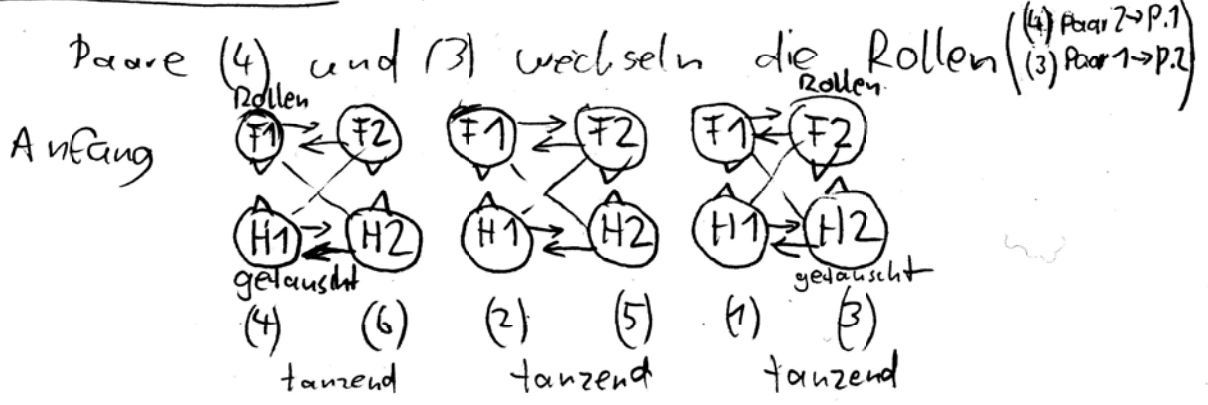 (4) Paar 2→P.1
Paare (4) und (3) wechseln die Rollen
(3) Paar 1→P.2
Rollen Rollen
Anfang F1 F2 F1 F2 F1 F2
H1 H2 H1 H2 H1 H2
getauscht getauscht
(4) (6) (2) (5) (1) (3)
tanzend tanzend tanzend